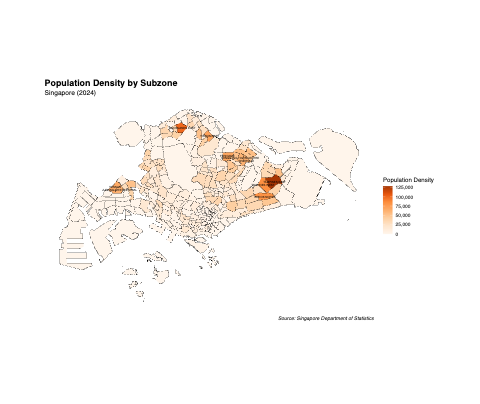 Population Density by Subzone
Singapore (2024)
Population Density
125,000
100,000
75,000
50,000
25,000
0
Source: Singapore Department of Statistics